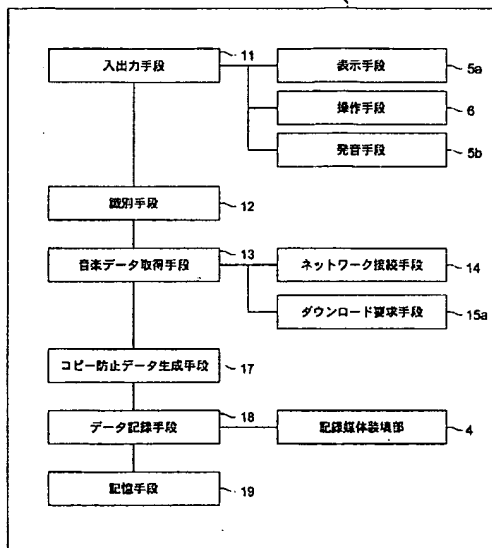 入出力手段 11
表示手段 5a
操作手段 6
発音手段 5b
識別手段 12
音楽データ取得手段 13
ネットワーク接続手段 14
ダウンロード要求手段 15a
コピー防止データ生成手段 17
データ記録手段 18
記録媒体装填部 4
記憶手段 19